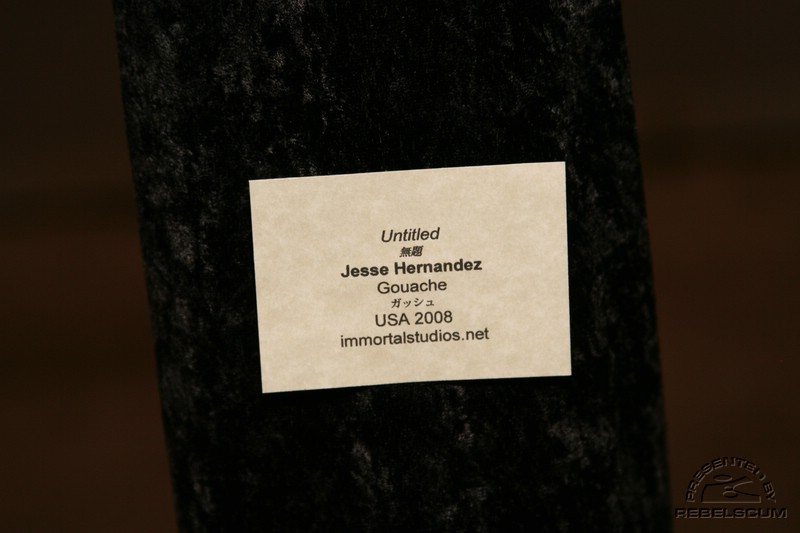 Untitled
無題
Jesse Hernandez
Gouache
ガッシュ
USA 2008
immortalstudios.net
PRESENTED BY
REBELSCUM